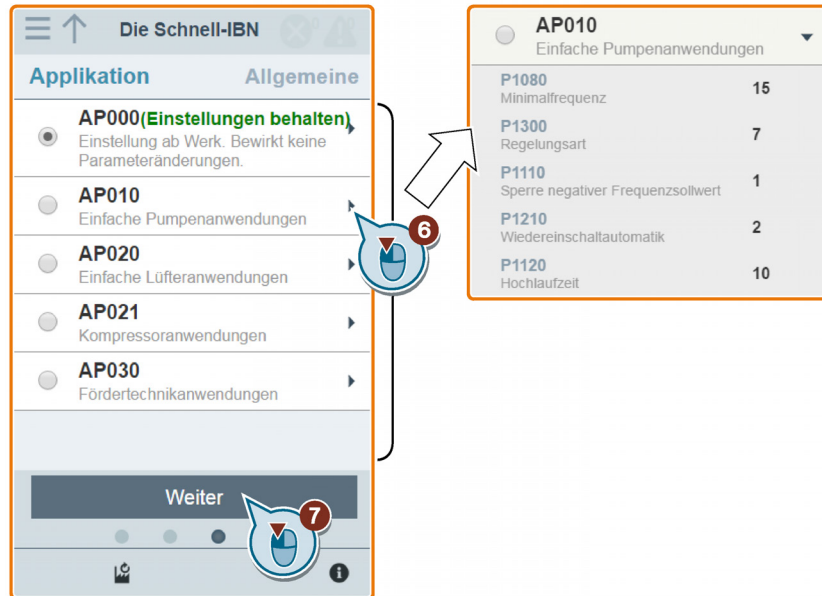 Die Schnell-IBN
Applikation Allgemeine
AP000(Einstellungen behalten)
Einstellung ab Werk. Bewirkt keine
Parameteränderungen.
AP010
Einfache Pumpenanwendungen
6
AP020
Einfache Lüfteranwendungen
AP021
Kompressoranwendungen
AP030
Fördertechnikanwendungen
Weiter
7
AP010
Einfache Pumpenanwendungen
P1080 15
Minimalfrequenz
P1300 7
Regelungsart
P1110 1
Sperre negativer Frequenzsollwert
P1210 2
Wiedereinschaltautomatik
P1120 10
Hochlaufzeit